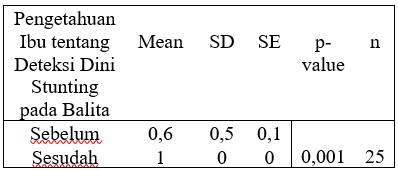 Pengetahuan
Ibu tentang Mean SD SE p- n
Deteksi Dini value
Stunting
pada Balita
Sebelum 0,6 0,5 0,1
Sesudah 1 0 0 0,001 25